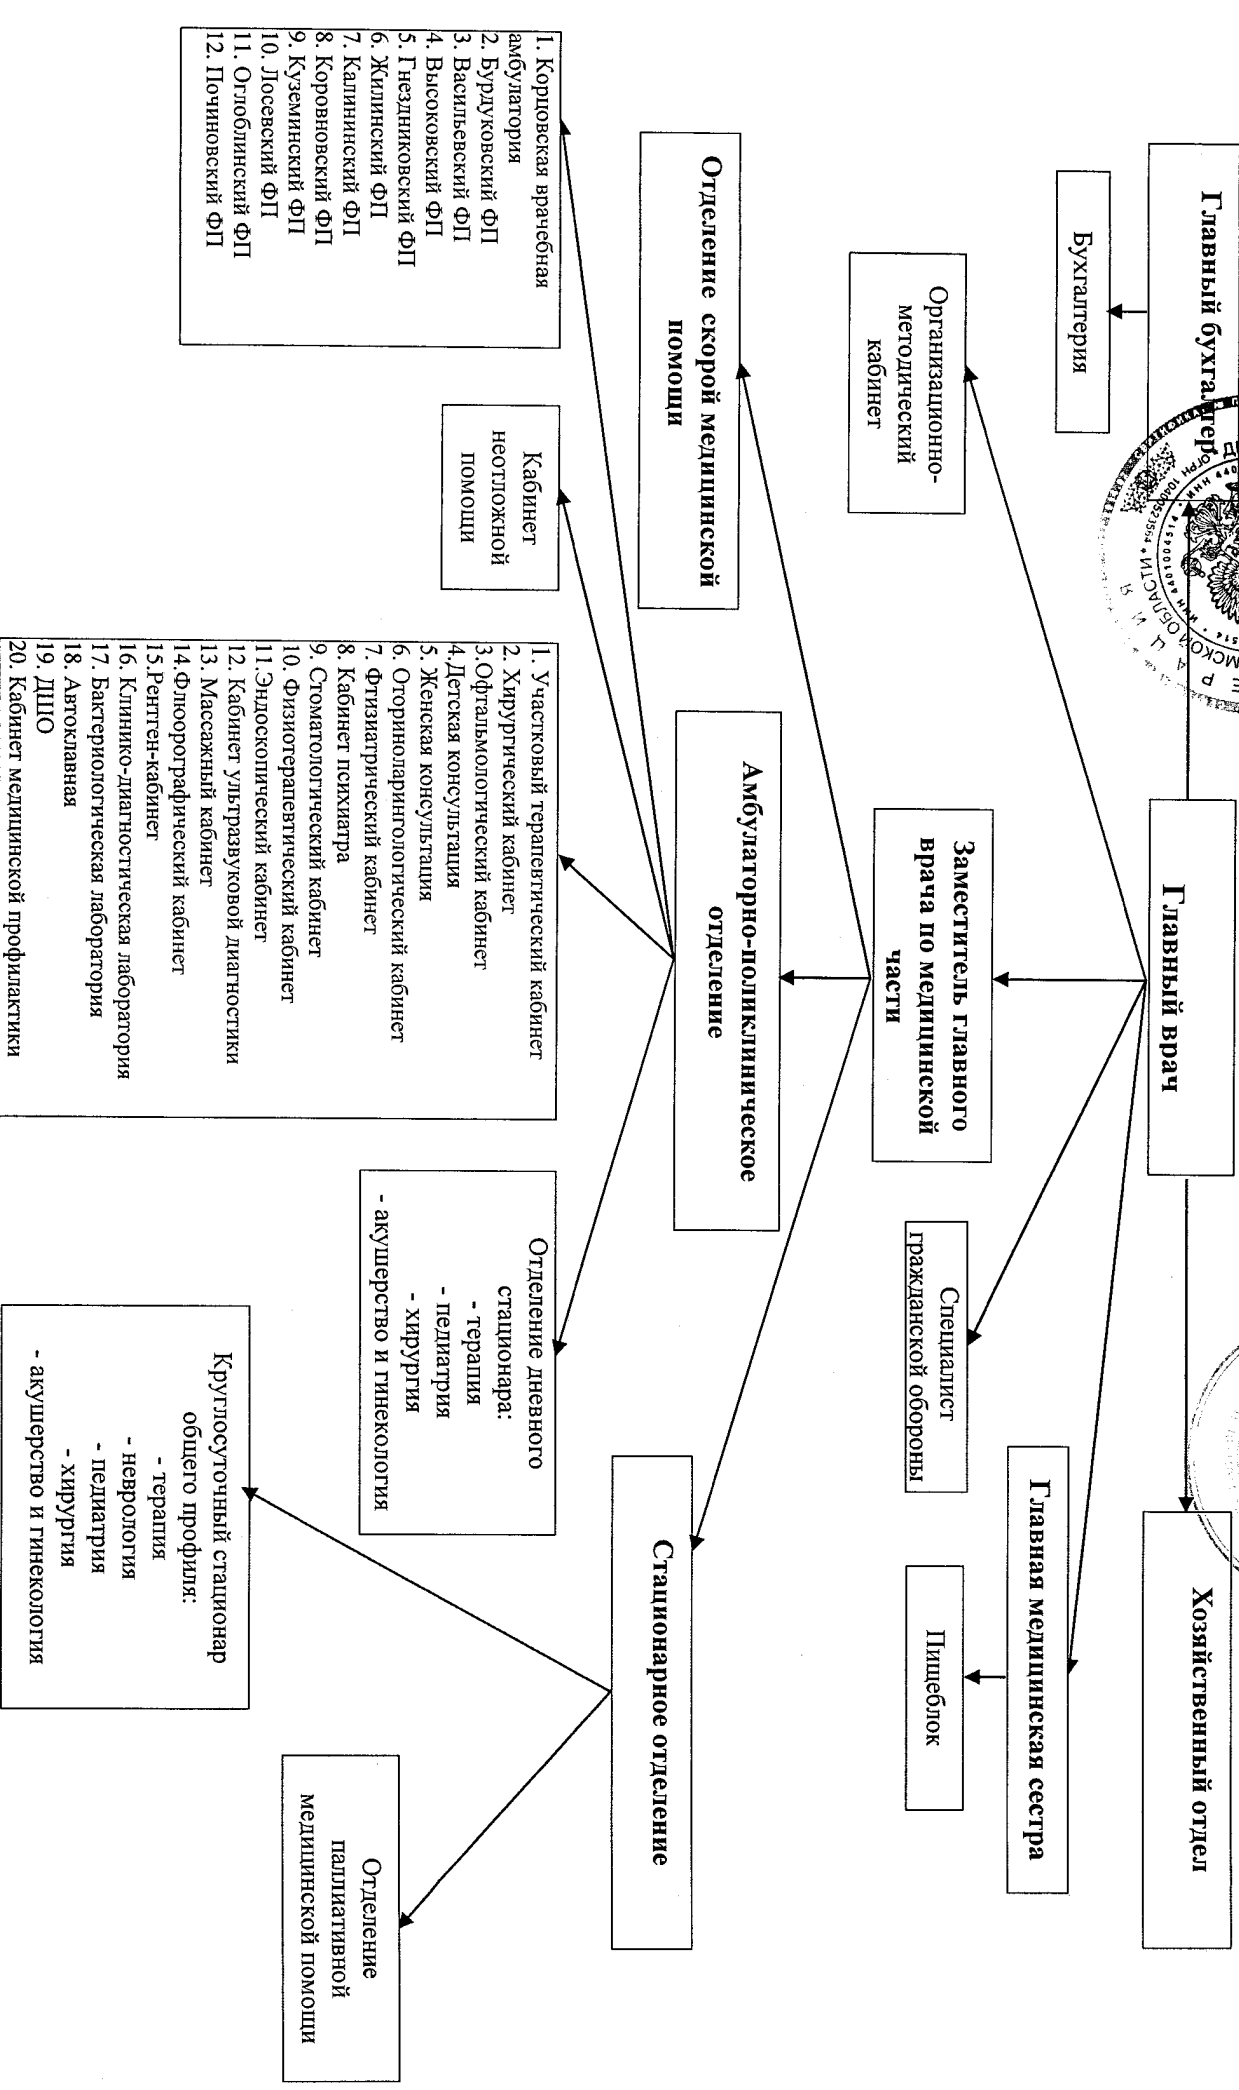 Главный бухгалтер
Главный врач
Хозяйственный отдел
Бухгалтерия
Организационно-
методический
кабинет
Заместитель главного
врача по медицинской
части
Специалист
гражданской обороны
Главная медицинская сестра
Пищеблок
Отделение скорой медицинской
помощи
Амбулаторно-поликлиническое
отделение
Стационарное отделение
1. Корцовская врачебная
амбулатория
2. Бурдуковский ФП
3. Васильевский ФП
4. Высоковский ФП
5. Гнездниковский ФП
6. Жилинский ФП
7. Калининский ФП
8. Коровновский ФП
9. Куземинский ФП
10. Лосевский ФП
11. Оглоблинский ФП
12. Починовский ФП
Кабинет
неотложной
помощи
1. Участковый терапевтический кабинет
2. Хирургический кабинет
3.Офтальмологический кабинет
4.Детская консультация
5. Женская консультация
6. Оториноларингологический кабинет
7. Фтизиатрический кабинет
8. Кабинет психиатра
9. Стоматологический кабинет
10. Физиотерапевтический кабинет
11.Эндоскопический кабинет
12. Кабинет ультразвуковой диагностики
13. Массажный кабинет
14.Флюорографический кабинет
15.Рентген-кабинет
16. Клинико-диагностическая лаборатория
17. Бактериологическая лаборатория
18. Автоклавная
19. ДШО
20. Кабинет медицинской профилактики
Отделение дневного
стационара:
- терапия
- педиатрия
- хирургия
- акушерство и гинекология
Круглосуточный стационар
общего профиля:
- терапия
- неврология
- педиатрия
- хирургия
- акушерство и гинекология
Отделение
паллиативной
медицинской помощи